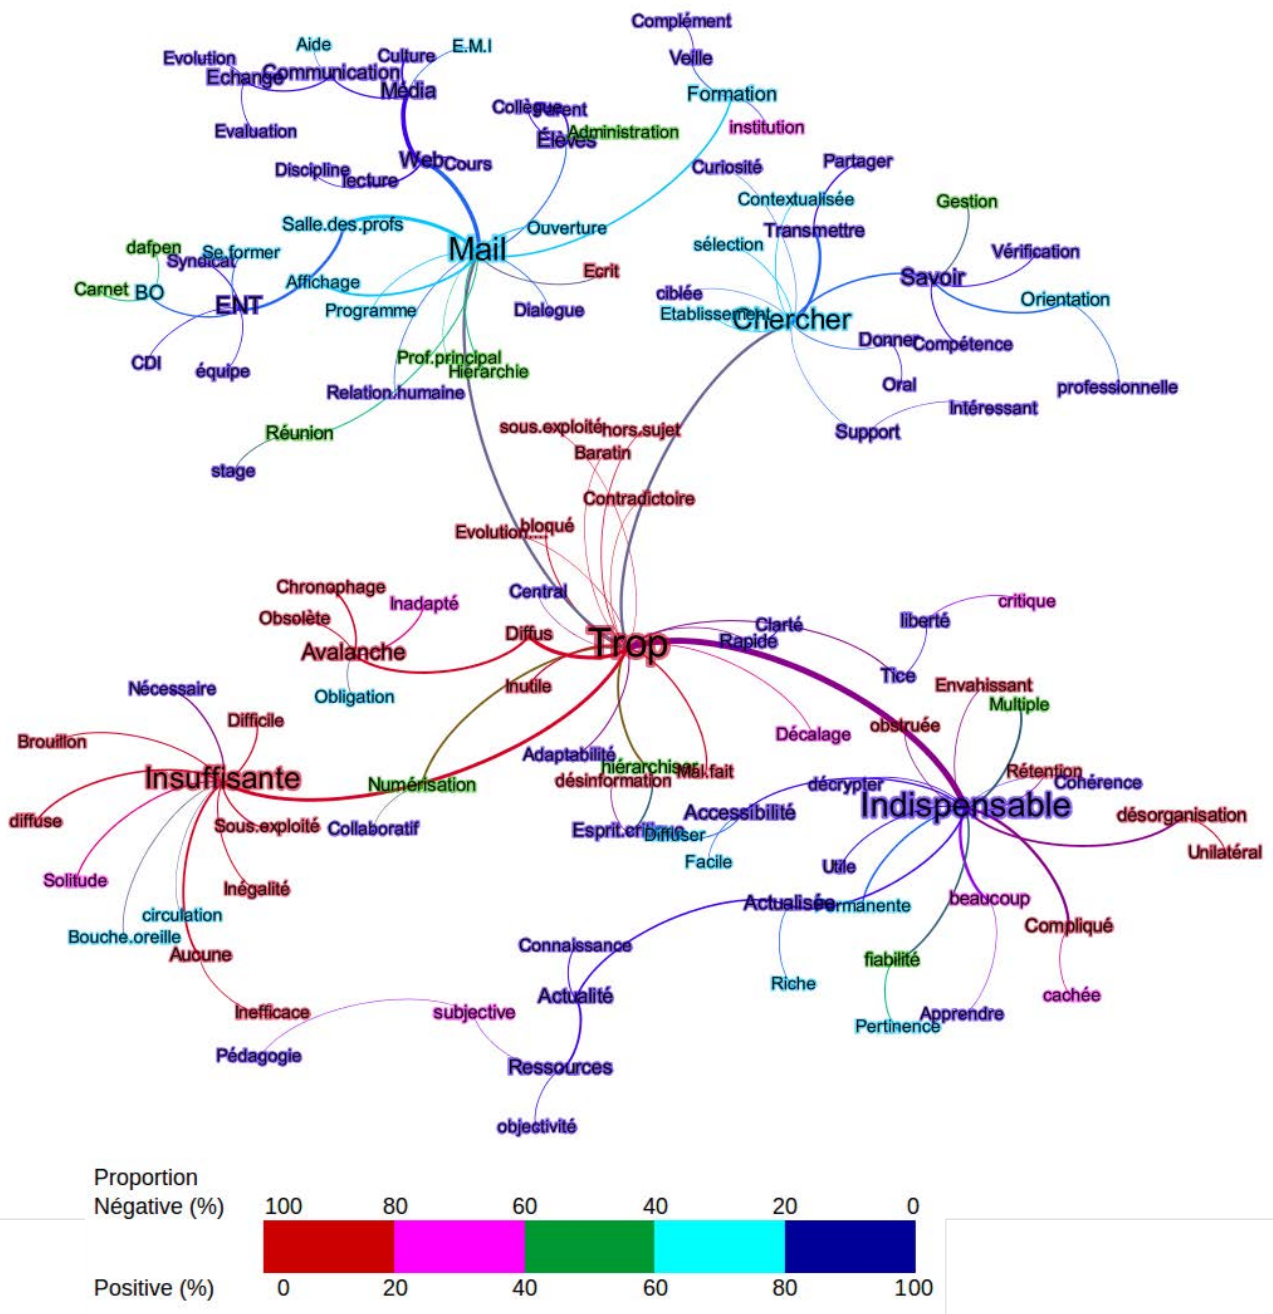 Complément
Aide
Culture
E.M.I
Evolution
Veille
Echange
Communication
Média
Formation
Collègue
Parent
Evaluation
Élèves
Administration
institution
Web
Cours
Curiosité
Partager
Discipline
lecture
Contextualisée
Gestion
Salle.des.profs
Ouverture
Transmettre
dafpen
Se.former
Mail
sélection
Vérification
Syndicat
Affichage
Ecrit
Savoir
Carnet
BO
ENT
Programme
Dialogue
ciblée
Orientation
Etablissement
Chercher
Donner
Compétence
CDI
équipe
Prof.principal
Hiérarchie
Relation.humaine
Oral
professionnelle
Intéressant
Réunion
sous.exploité
hors.sujet
Support
Baratin
stage
Contradictoire
Evolution....
bloqué
Chronophage
Central
Inadapté
critique
Obsolète
Diffus
Trop
Clarté
liberté
Avalanche
Rapide
Nécessaire
Obligation
Inutile
Tice
Envahissant
Difficile
Multiple
Brouillon
Décalage
obstruée
Adaptabilité
hiérarchiser
Insuffisante
Numérisation
désinformation
Mal.fait
décrypter
Rétention
Cohérence
Indispensable
diffuse
Sous.exploité
Collaboratif
Esprit.critique
Diffuser
Accessibilité
désorganisation
Facile
Unilatéral
Solitude
Inégalité
Utile
circulation
Actualisée
Permanente
beaucoup
Bouche.oreille
Compliqué
Aucune
Connaissance
fiabilité
Riche
Actualité
cachée
Inefficace
subjective
Apprendre
Pertinence
Pédagogie
Ressources
objectivité
Proportion
Négative (%) 100 80 60 40 20 0
Positive (%) 0 20 40 60 80 100